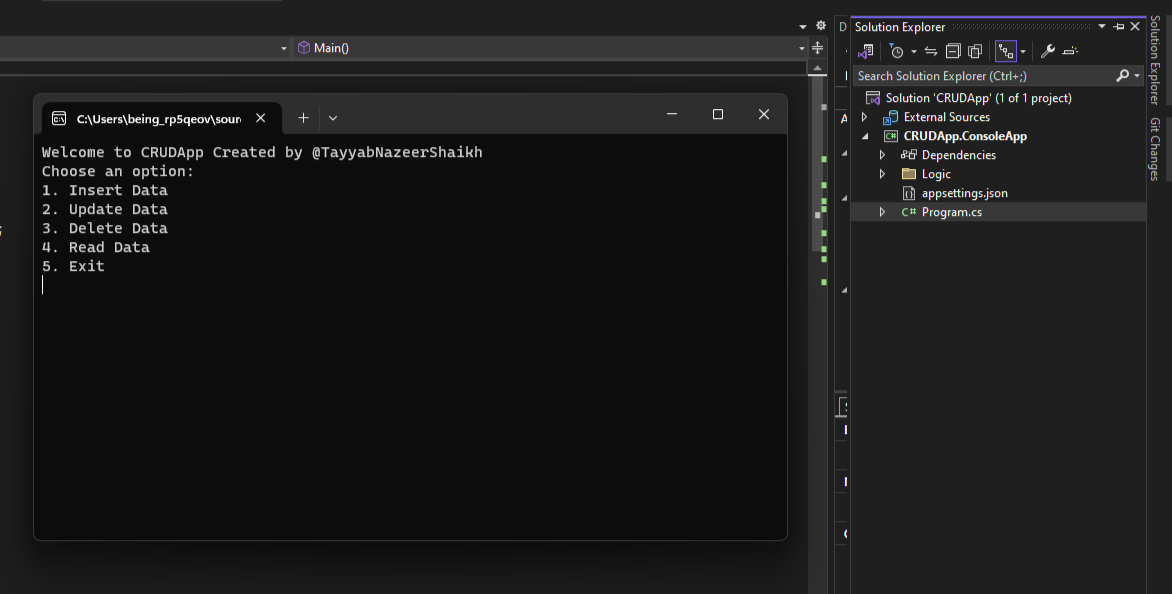 Main()
C:\Users\being_rp5qeov\sour
Welcome to CRUDApp Created by @TayyabNazeerShaikh
Choose an option:
1. Insert Data
2. Update Data
3. Delete Data
4. Read Data
5. Exit
Solution Explorer
Search Solution Explorer (Ctrl+;)
Solution 'CRUDApp' (1 of 1 project)
External Sources
C# CRUDApp.ConsoleApp
Dependencies
Logic
appsettings.json
C# Program.cs
Solution Explorer
Git Changes